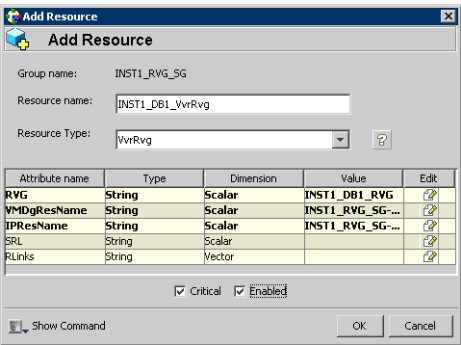 Add Resource
Add Resource
Group name: INST1_RVG_SG
Resource name: INST1_DB1_VvrRvg
Resource Type: VvrRvg ?
Attribute name Type Dimension Value Edit
RVG String Scalar INST1_DB1_RVG
VMDgResName String Scalar INST1_RVG_SG-...
IPResName String Scalar INST1_RVG_SG-...
SRL String Scalar
RLinks String Vector
Critical Enabled
Show Command OK Cancel